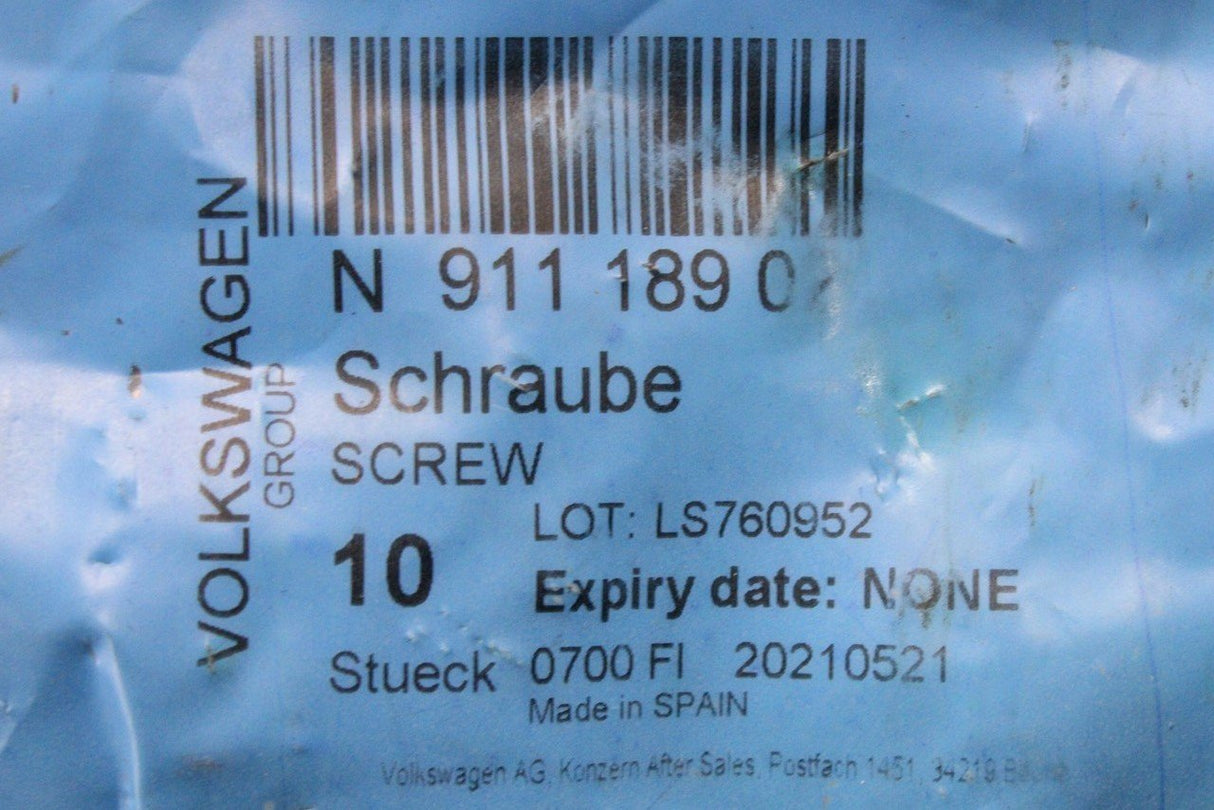 VOLKSWAGEN
GROUP
N 911 189 0
Schraube
SCREW
10
Stueck
LOT: LS760952
Expiry date: NONE
0700 FI 20210521
Made in SPAIN
Volkswagen AG, Konzern After Sales, Postfach 1451, 34219